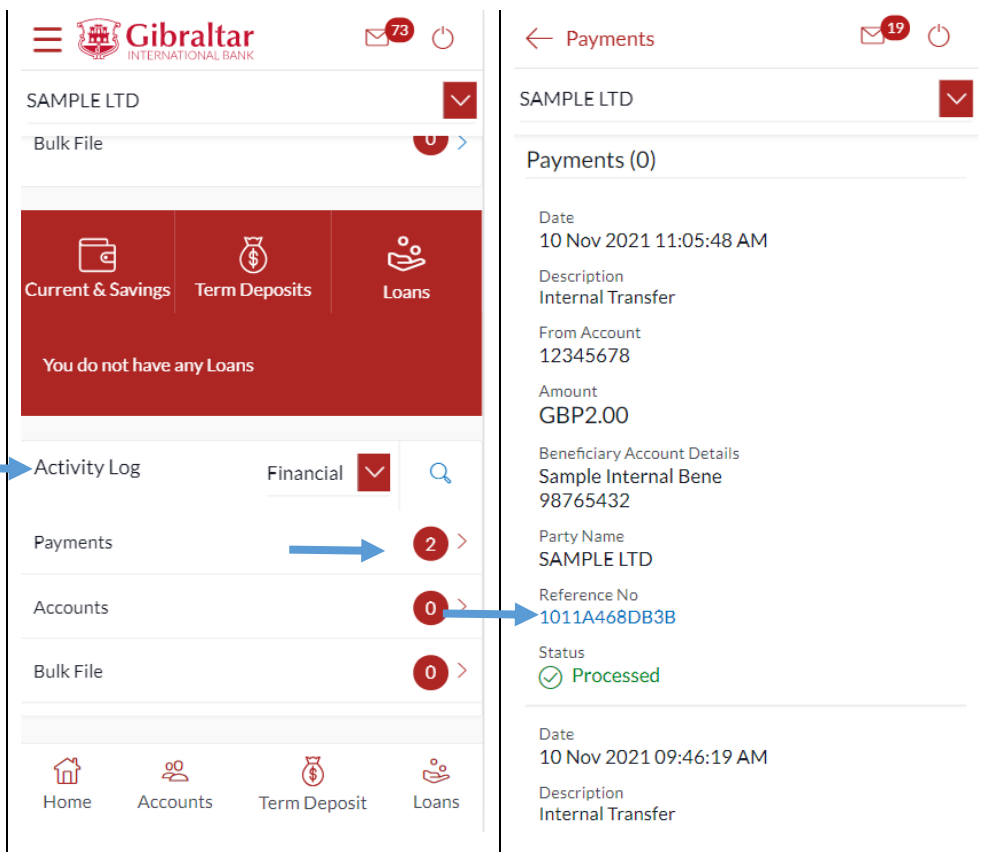 Gibraltar
INTERNATIONAL BANK
73
SAMPLE LTD
Bulk File
0
Current & Savings
Term Deposits
Loans
You do not have any Loans
Activity Log
Financial
Payments
2
Accounts
0
Bulk File
0
Home
Accounts
Term Deposit
Loans
Payments
19
SAMPLE LTD
Payments (0)
Date
10 Nov 2021 11:05:48 AM
Description
Internal Transfer
From Account
12345678
Amount
GBP2.00
Beneficiary Account Details
Sample Internal Bene
98765432
Party Name
SAMPLE LTD
Reference No
1011A468DB3B
Status
Processed
Date
10 Nov 2021 09:46:19 AM
Description
Internal Transfer